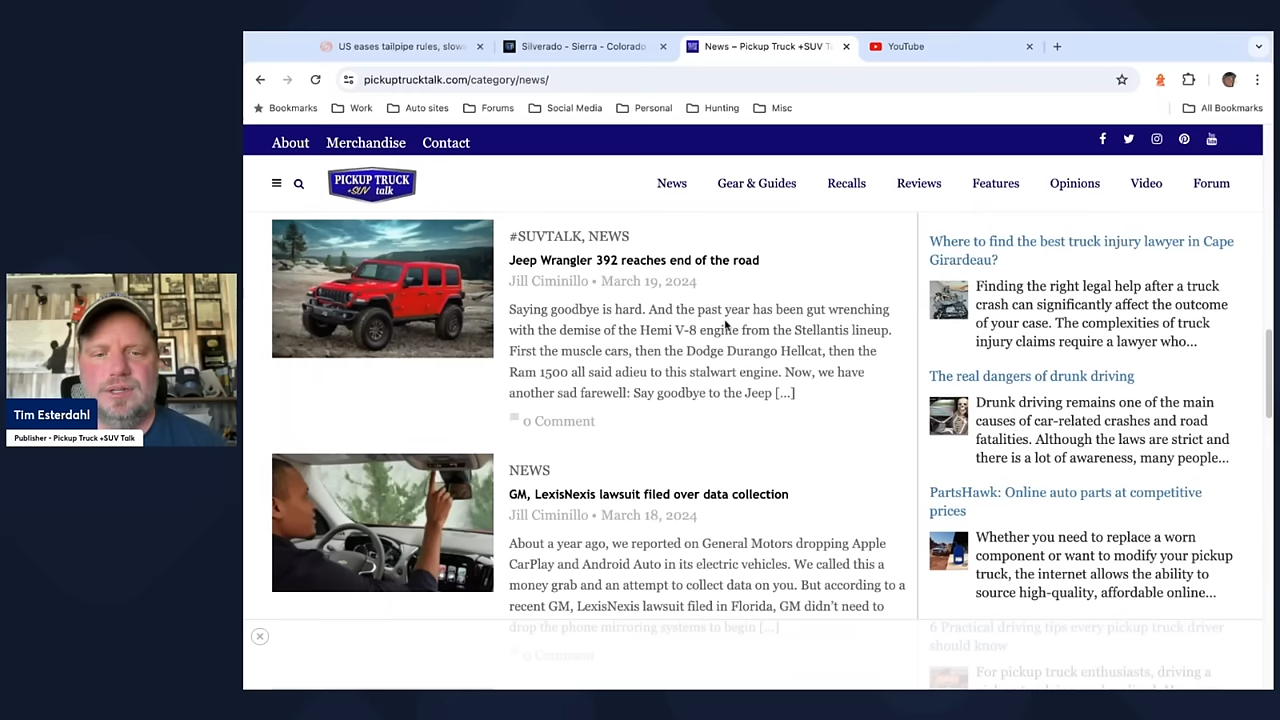 US eases tailpipe rules, slow
Silverado - Sierra - Colorado
News – Pickup Truck +SUV T
YouTube
pickuptrucktalk.com/category/news/
Bookmarks
Work
Auto sites
Forums
Social Media
Personal
Hunting
Misc
All Bookmarks
About
Merchandise
Contact
PICKUP TRUCK
+SUV talk
News
Gear & Guides
Recalls
Reviews
Features
Opinions
Video
Forum
#SUVTALK, NEWS
Jeep Wrangler 392 reaches end of the road
Jill Ciminillo • March 19, 2024
Saying goodbye is hard. And the past year has been gut wrenching
with the demise of the Hemi V-8 engine from the Stellantis lineup.
First the muscle cars, then the Dodge Durango Hellcat, then the
Ram 1500 all said adieu to this stalwart engine. Now, we have
another sad farewell: Say goodbye to the Jeep [...]
0 Comment
NEWS
GM, LexisNexis lawsuit filed over data collection
Jill Ciminillo • March 18, 2024
About a year ago, we reported on General Motors dropping Apple
CarPlay and Android Auto in its electric vehicles. We called this a
money grab and an attempt to collect data on you. But according to a
recent GM, LexisNexis lawsuit filed in Florida, GM didn't need to
drop the phone mirroring systems to begin [...]
0 Comment
Where to find the best truck injury lawyer in Cape
Girardeau?
Finding the right legal help after a truck
crash can significantly affect the outcome
of your case. The complexities of truck
injury claims require a lawyer who...
The real dangers of drunk driving
Drunk driving remains one of the main
causes of car-related crashes and road
fatalities. Although the laws are strict and
there is a lot of awareness, many people...
PartsHawk: Online auto parts at competitive
prices
Whether you need to replace a worn
component or want to modify your pickup
truck, the internet allows the ability to
source high-quality, affordable online...
6 Practical driving tips every pickup truck driver
should know
For pickup truck enthusiasts, driving a
Tim Esterdahl
Publisher - Pickup Truck +SUV Talk